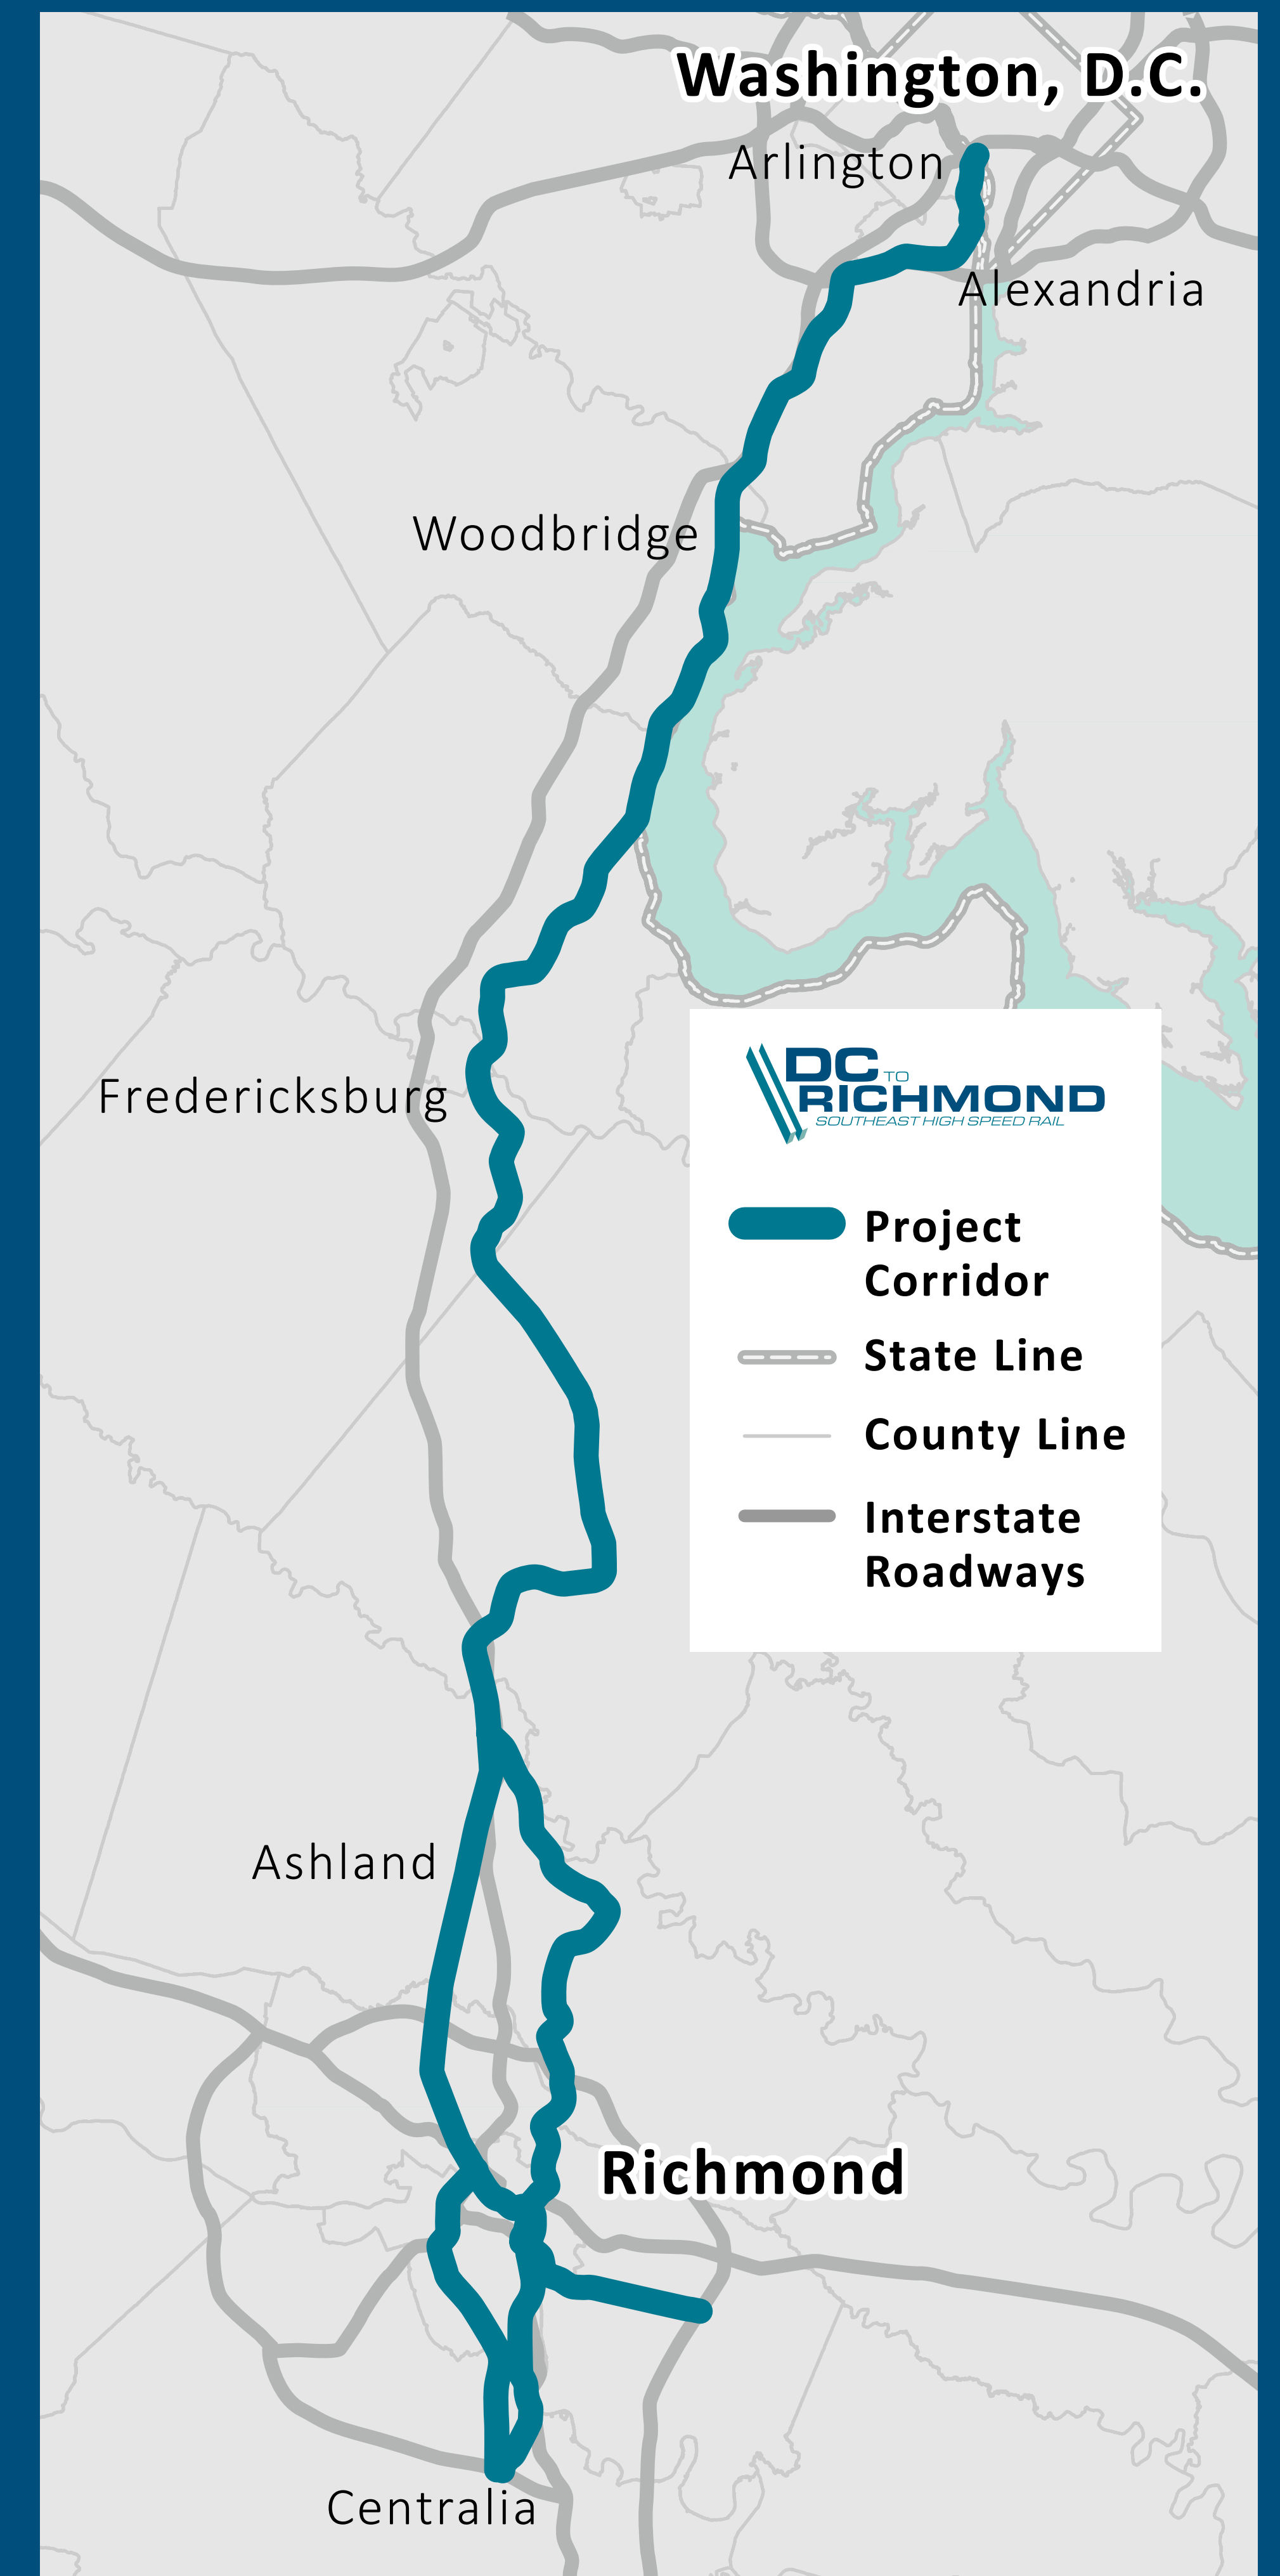 Washington, D.C.
Arlington
Alexandria
Woodbridge
Fredericksburg
DC TO
RICHMOND
SOUTHEAST HIGH SPEED RAIL
Project
Corridor
State Line
County Line
Interstate
Roadways
Ashland
Richmond
Centralia